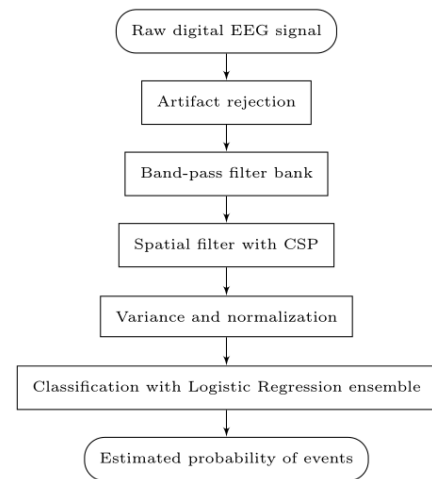 Raw digital EEG signal
Artifact rejection
Band-pass filter bank
Spatial filter with CSP
Variance and normalization
Classification with Logistic Regression ensemble
Estimated probability of events